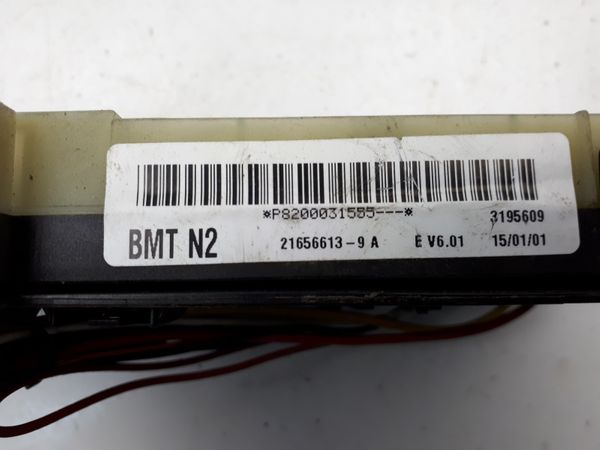 *P8200031585---*
3195609
BMT N2 21656613-9 A E V6.01 15/01/01